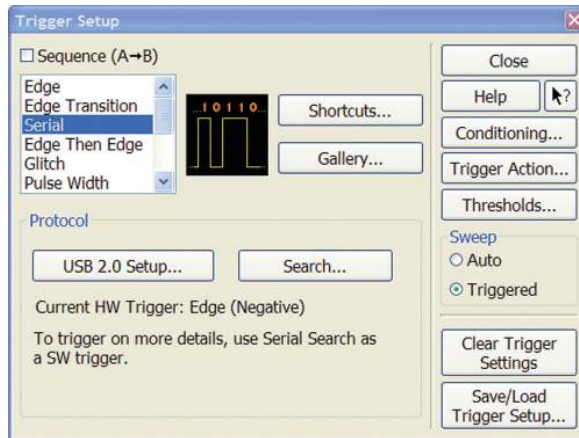 Trigger Setup
Sequence (A→B)
Edge
Edge Transition
Serial
Edge Then Edge
Glitch
Pulse Width
...10110...
Shortcuts...
Gallery...
Protocol
USB 2.0 Setup...
Search...
Current HW Trigger: Edge (Negative)
To trigger on more details, use Serial Search as
a SW trigger.
Close
Help
?
Conditioning...
Trigger Action...
Thresholds...
Sweep
Auto
Triggered
Clear Trigger
Settings
Save/Load
Trigger Setup...